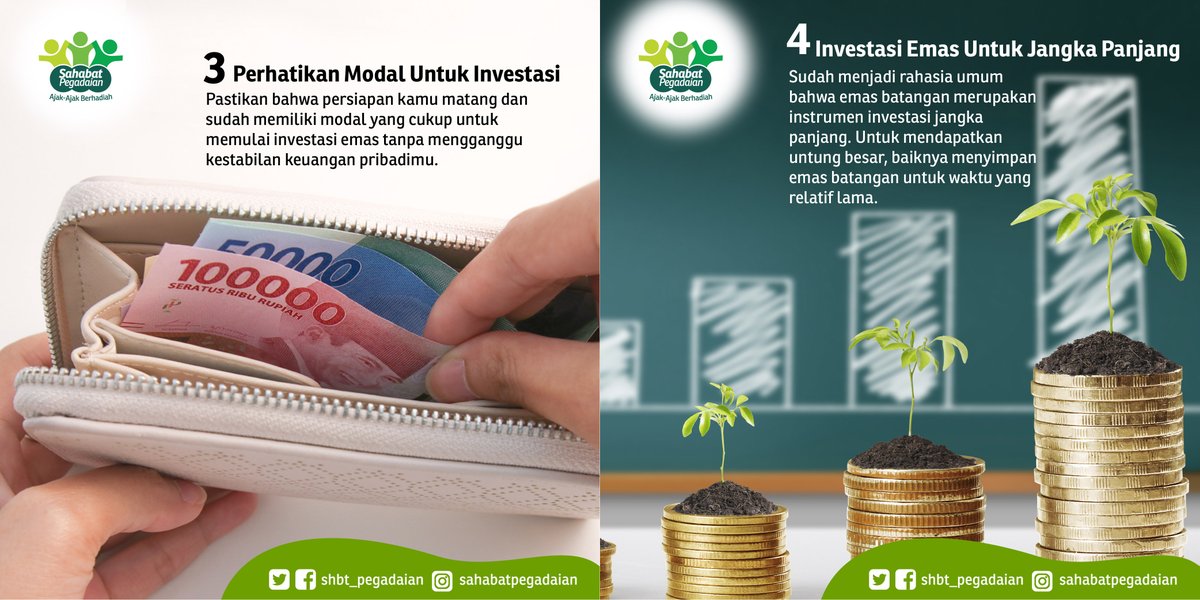 Sahabat
Pegadaian
Ajak-Ajak Berhadiah
3 Perhatikan Modal Untuk Investasi
Pastikan bahwa persiapan kamu matang dan
sudah memiliki modal yang cukup untuk
memulai investasi emas tanpa mengganggu
kestabilan keuangan pribadimu.
50000
100000
SERATUS RIBU RUPIAH
shbt_pegadaian sahabatpegadaian
Sahabat
Pegadaian
Ajak-Ajak Berhadiah
4 Investasi Emas Untuk Jangka Panjang
Sudah menjadi rahasia umum
bahwa emas batangan merupakan
instrumen investasi jangka
panjang. Untuk mendapatkan
untung besar, baiknya menyimpan
emas batangan untuk waktu yang
relatif lama.
shbt_pegadaian sahabatpegadaian